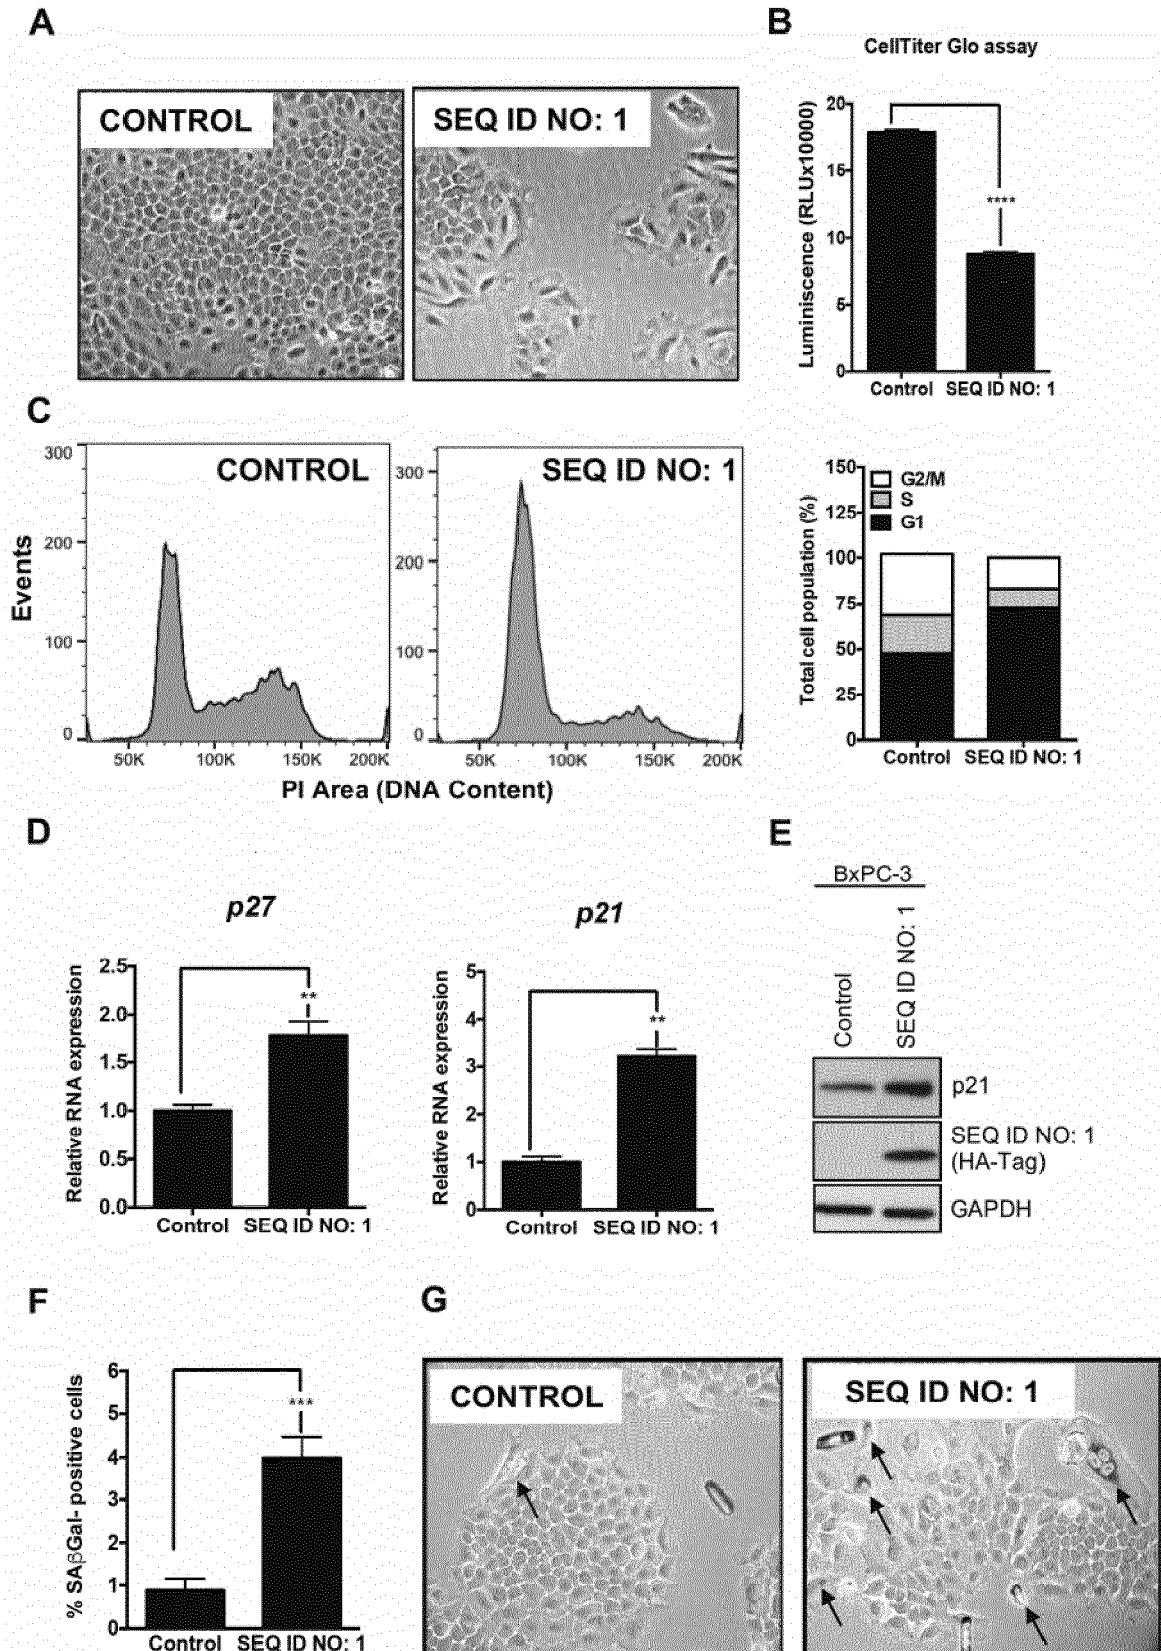 A
CONTROL
SEQ ID NO: 1
B
CellTiter Glo assay
Luminiscence (RLUx10000)
20
15
10
5
0
****
Control SEQ ID NO: 1
C
Events
300
200
100
0
CONTROL
50K 100K 150K 200K
300
200
100
0
SEQ ID NO: 1
50K 100K 150K 200K
PI Area (DNA Content)
Total cell population (%)
150
125
100
75
50
25
0
G2/M
S
G1
Control SEQ ID NO: 1
D
p27
Relative RNA expression
2.5
2.0
1.5
1.0
0.5
0.0
**
Control SEQ ID NO: 1
p21
Relative RNA expression
5
4
3
2
1
0
**
Control SEQ ID NO: 1
E
BxPC-3
Control
SEQ ID NO: 1
p21
SEQ ID NO: 1
(HA-Tag)
GAPDH
F
% SAβGal- positive cells
6
5
4
3
2
1
0
***
Control SEQ ID NO: 1
G
CONTROL
SEQ ID NO: 1